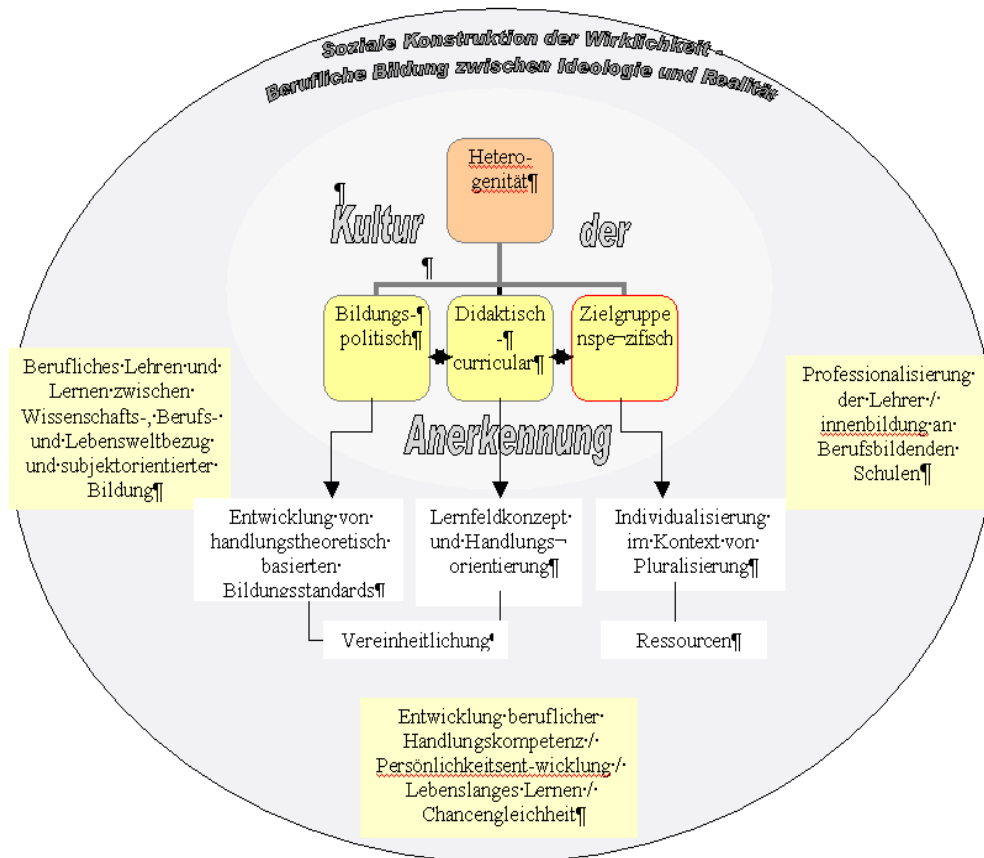 Soziale Konstruktion der Wirklichkeit -
Berufliche Bildung zwischen Ideologie und Realität
Hetero-
genität¶
¶
Kultur der
¶
Bildungs-¶
politisch¶
Didaktisch
-¶
curricular¶
Zielgruppe
nspe¬zifisch
Anerkennung
Berufliches·Lehren·und·
Lernen·zwischen·
Wissenschafts-,·Berufs-·
und·Lebensweltbezug·
und·subjektorientierter·
Bildung¶
Professionalisierung·
der·Lehrer·/·
innenbildung·an·
Berufsbildenden·
Schulen¶
Entwicklung·von·
handlungstheoretisch·
basierten·
Bildungsstandards¶
Lernfeldkonzept·
und·Handlungs¬
orientierung¶
Individualisierung·
im·Kontext·von·
Pluralisierung¶
Vereinheitlichung¶
Ressourcen¶
Entwicklung·beruflicher·
Handlungskompetenz·/·
Persönlichkeitsent-wicklung·/·
Lebenslanges·Lernen·/·
Chancengleichheit¶